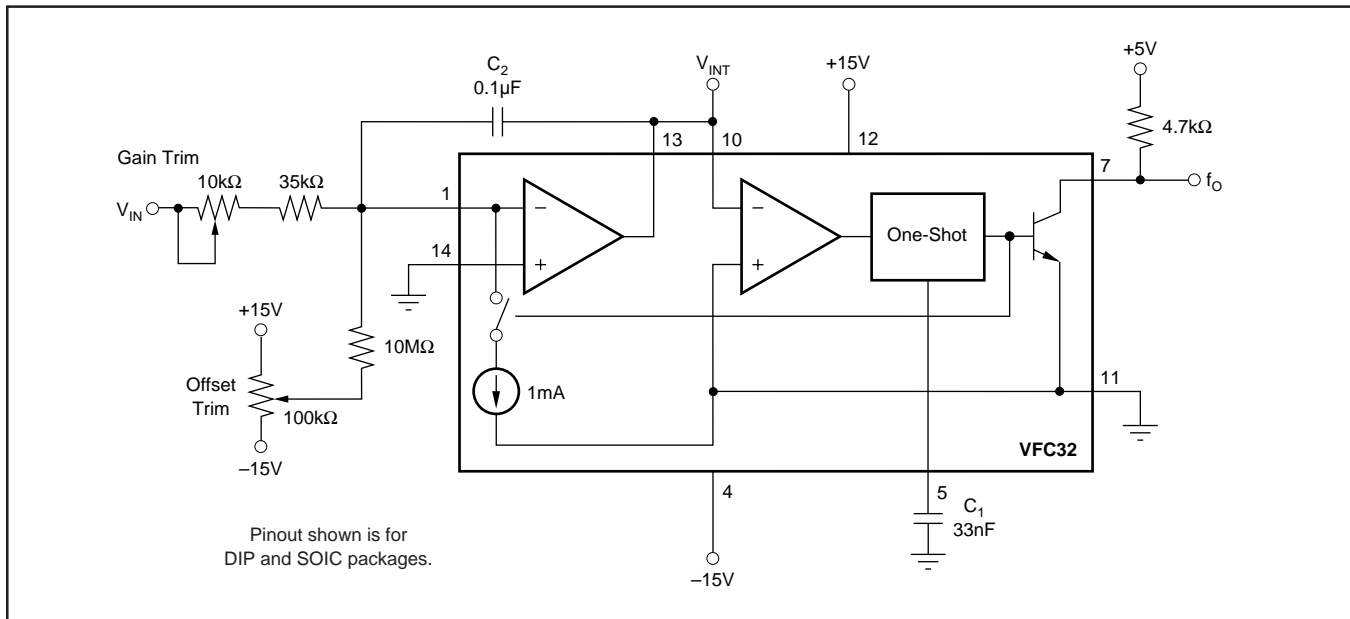 C2
0.1µF
VINT
+15V
+5V
4.7kΩ
13
10
12
Gain Trim
10kΩ
35kΩ
VIN
1
7
fO
14
−
+
−
+
One-Shot
+15V
10MΩ
Offset
Trim
100kΩ
–15V
1mA
11
VFC32
4
5
C1
33nF
–15V
Pinout shown is for
DIP and SOIC packages.